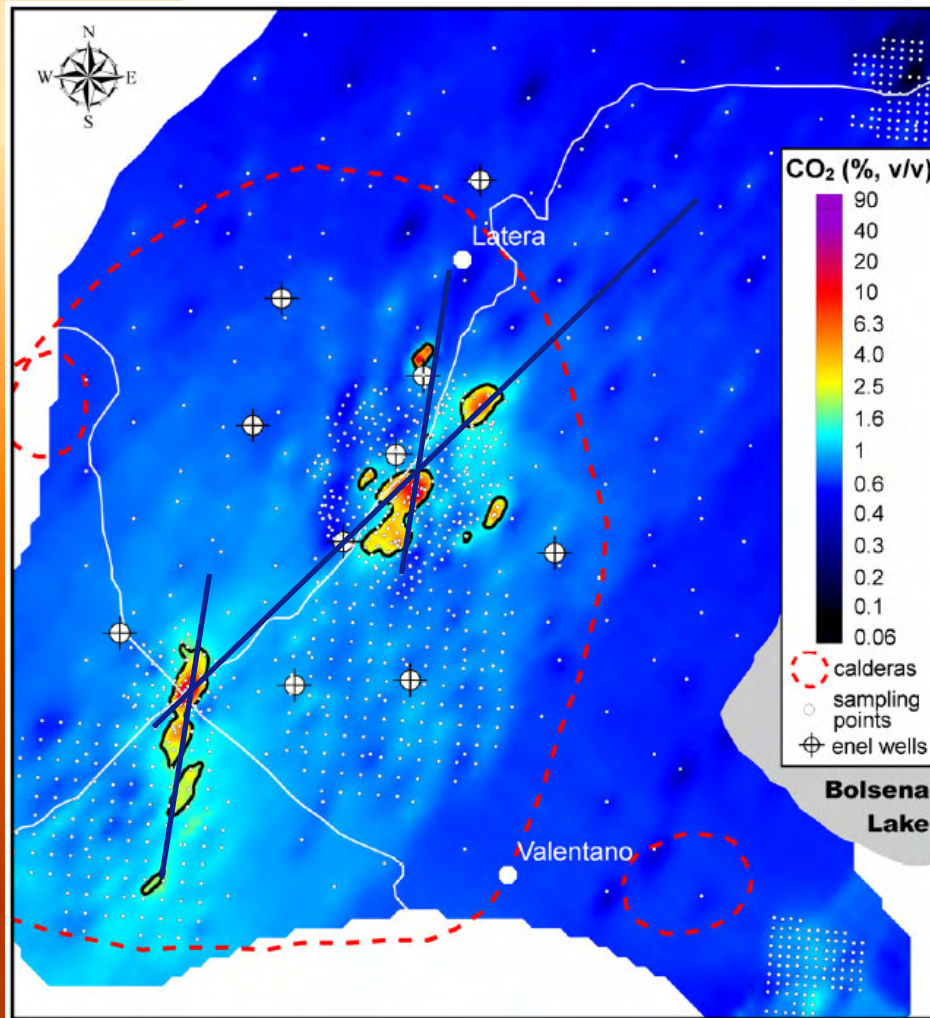 N
W E
S
Latera
CO₂ (%, v/v)
90
40
20
10
6.3
4.0
2.5
1.6
1
0.6
0.4
0.3
0.2
0.1
0.06
calderas
sampling
points
enel wells
Bolsena
Lake
Valentano